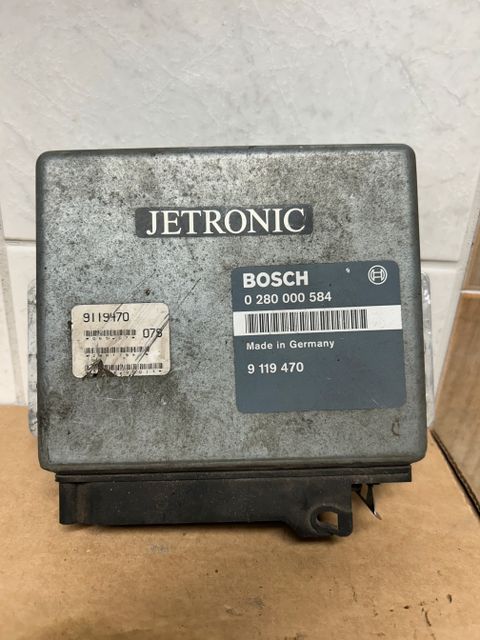 JETRONIC
BOSCH
0 280 000 584
Made in Germany
9 119 470
9119470
07S